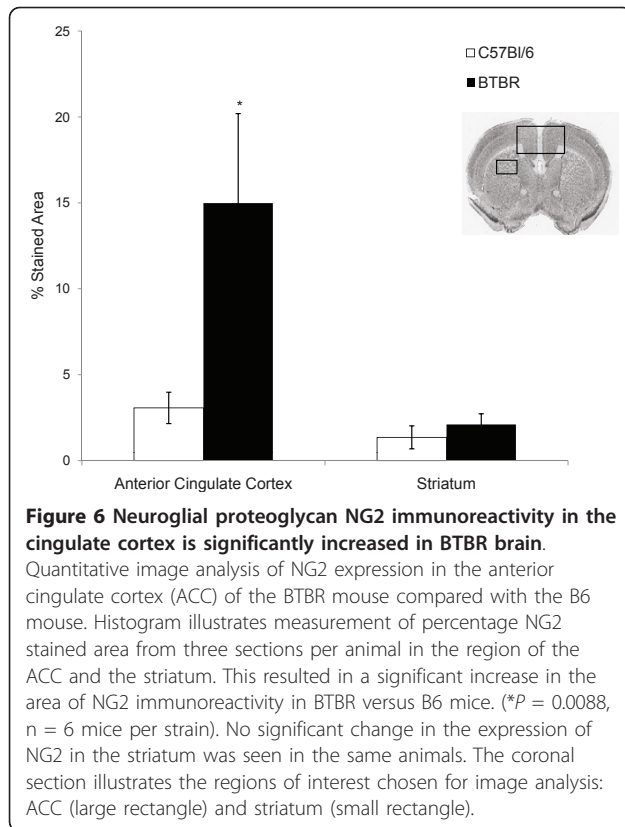 C57Bl/6
BTBR
25
20
15
10
5
0
% Stained Area
*
Anterior Cingulate Cortex
Striatum
Figure 6 Neuroglial proteoglycan NG2 immunoreactivity in the
cingulate cortex is significantly increased in BTBR brain.
Quantitative image analysis of NG2 expression in the anterior
cingulate cortex (ACC) of the BTBR mouse compared with the B6
mouse. Histogram illustrates measurement of percentage NG2
stained area from three sections per animal in the region of the
ACC and the striatum. This resulted in a significant increase in the
area of NG2 immunoreactivity in BTBR versus B6 mice. (*P = 0.0088,
n = 6 mice per strain). No significant change in the expression of
NG2 in the striatum was seen in the same animals. The coronal
section illustrates the regions of interest chosen for image analysis:
ACC (large rectangle) and striatum (small rectangle).